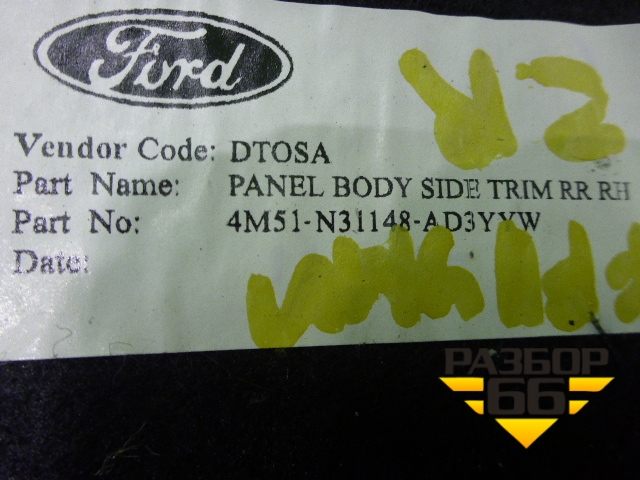 Ford
Vendor Code: DTOSA
Part Name: PANEL BODY SIDE TRIM RR RH
Part No: 4M51-N31148-AD3YYW
Date:
РАЗБОР
66